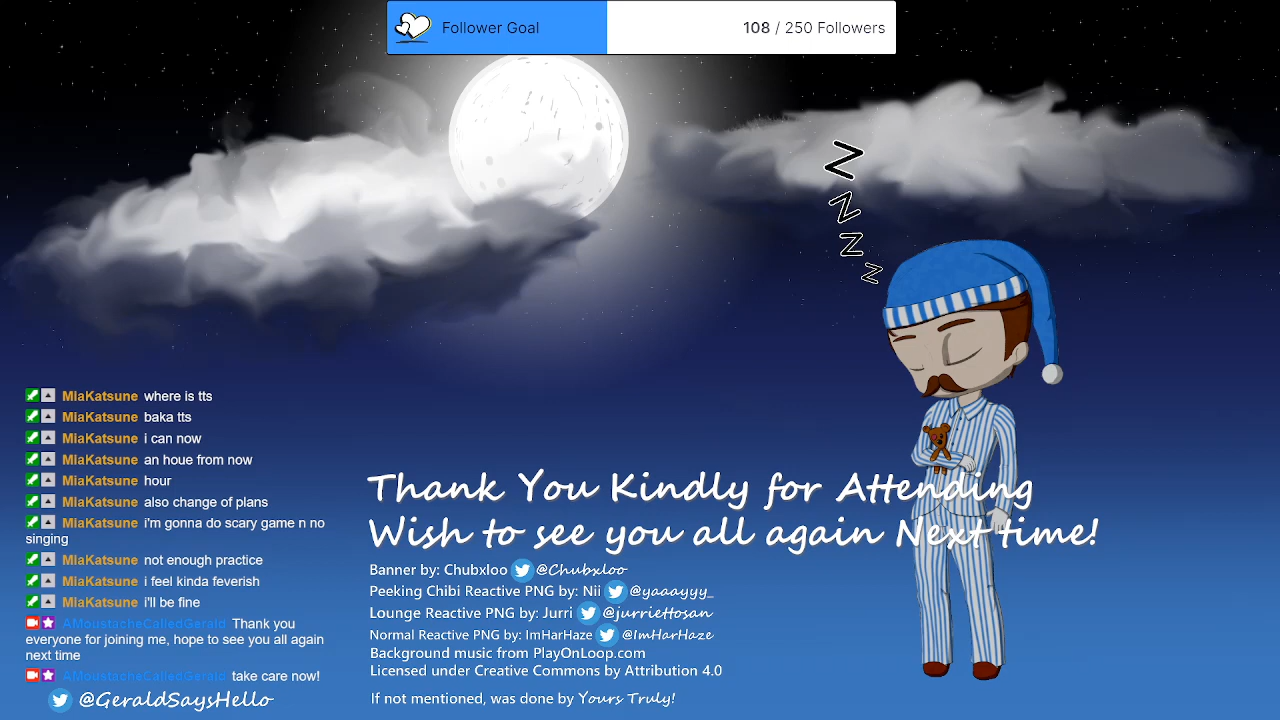 Follower Goal 108 / 250 Followers
Z
Z
Z
Z
MiaKatsune where is tts
MiaKatsune baka tts
MiaKatsune i can now
MiaKatsune an houe from now
MiaKatsune hour
MiaKatsune also change of plans
MiaKatsune i'm gonna do scary game n no
singing
MiaKatsune not enough practice
MiaKatsune i feel kinda feverish
MiaKatsune i'll be fine
AMoustacheCalledGerald Thank you
everyone for joining me, hope to see you all again
next time
AMoustacheCalledGerald take care now!
@GeraldSaysHello
Thank You Kindly for Attending
Wish to see you all again Next time!
Banner by: Chubxloo @Chubxloo
Peeking Chibi Reactive PNG by: Nii @yaaayyy_
Lounge Reactive PNG by: Jurri @jurriettosan
Normal Reactive PNG by: ImHarHaze @ImHarHaze
Background music from PlayOnLoop.com
Licensed under Creative Commons by Attribution 4.0
If not mentioned, was done by Yours Truly!